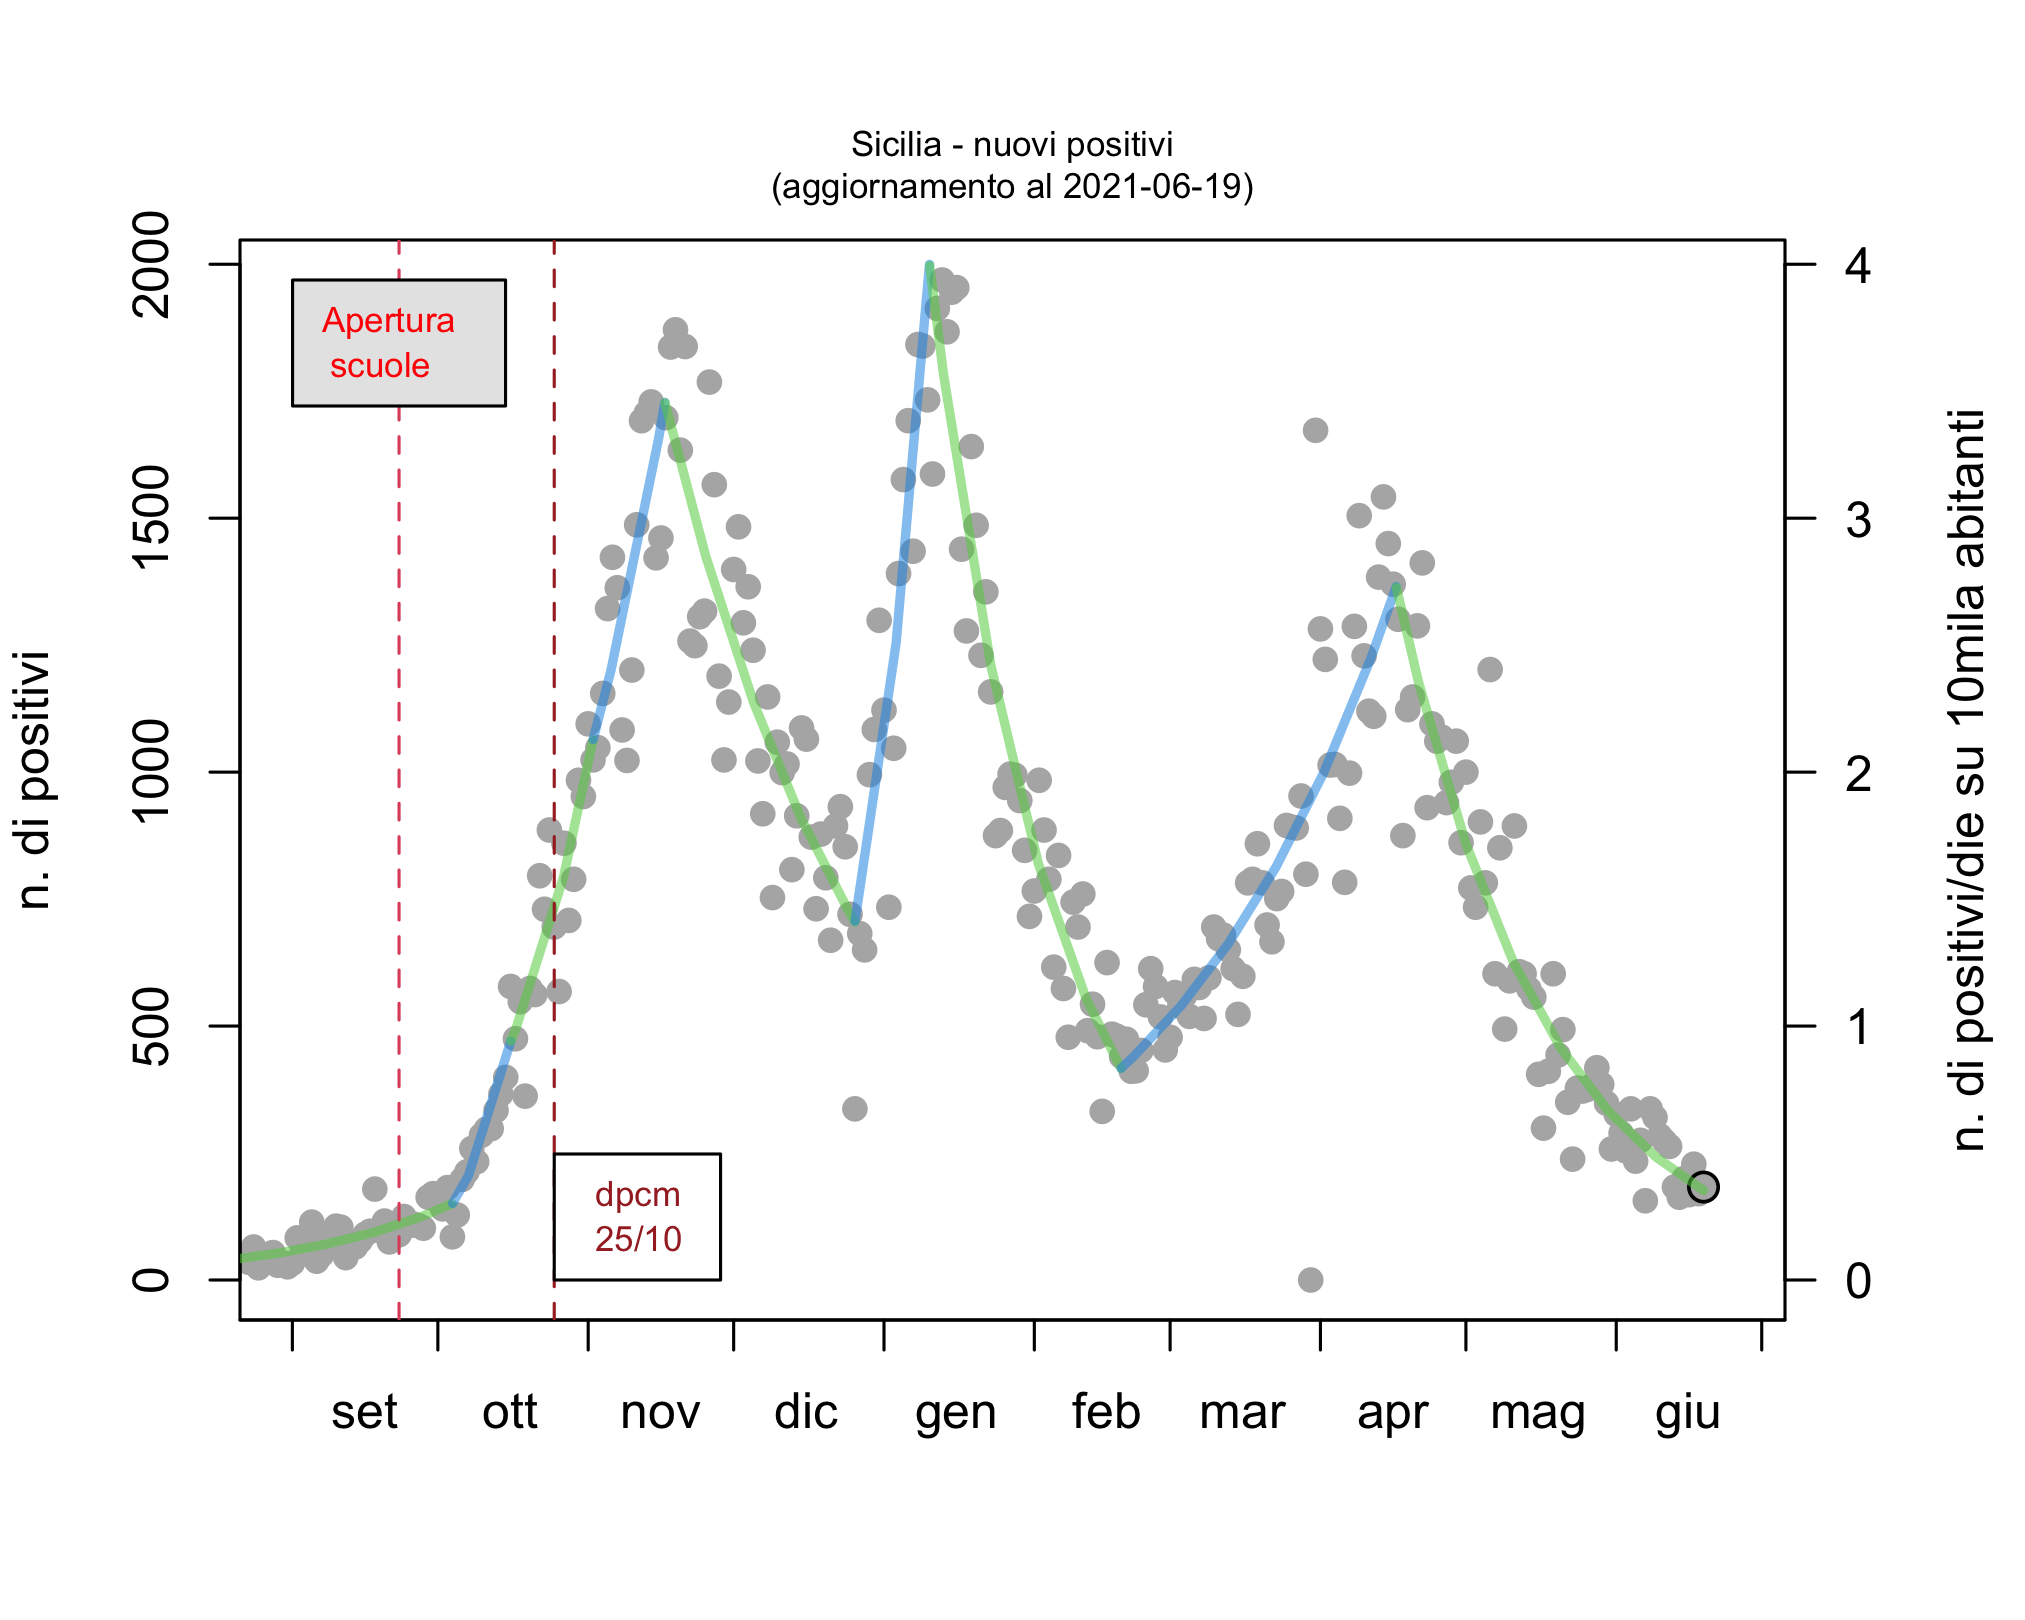 Sicilia - nuovi positivi
(aggiornamento al 2021-06-19)
n. di positivi
2000
1500
1000
500
0
Apertura
scuole
dpcm
25/10
4
3
2
1
0
n. di positivi/die su 10mila abitanti
set ott nov dic gen feb mar apr mag giu